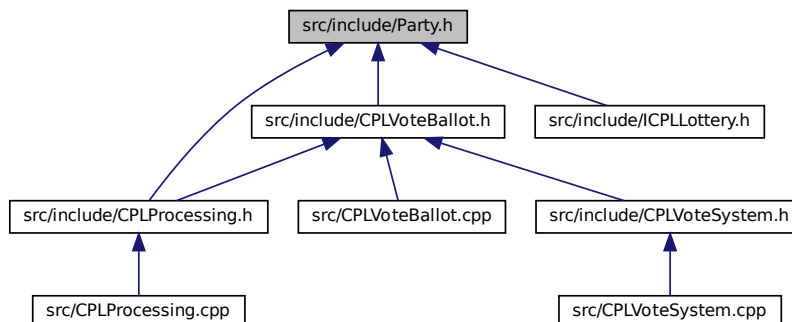 src/include/Party.h
src/include/CPLVoteBallot.h
src/include/ICPLLottery.h
src/include/CPLProcessing.h
src/CPLVoteBallot.cpp
src/include/CPLVoteSystem.h
src/CPLProcessing.cpp
src/CPLVoteSystem.cpp